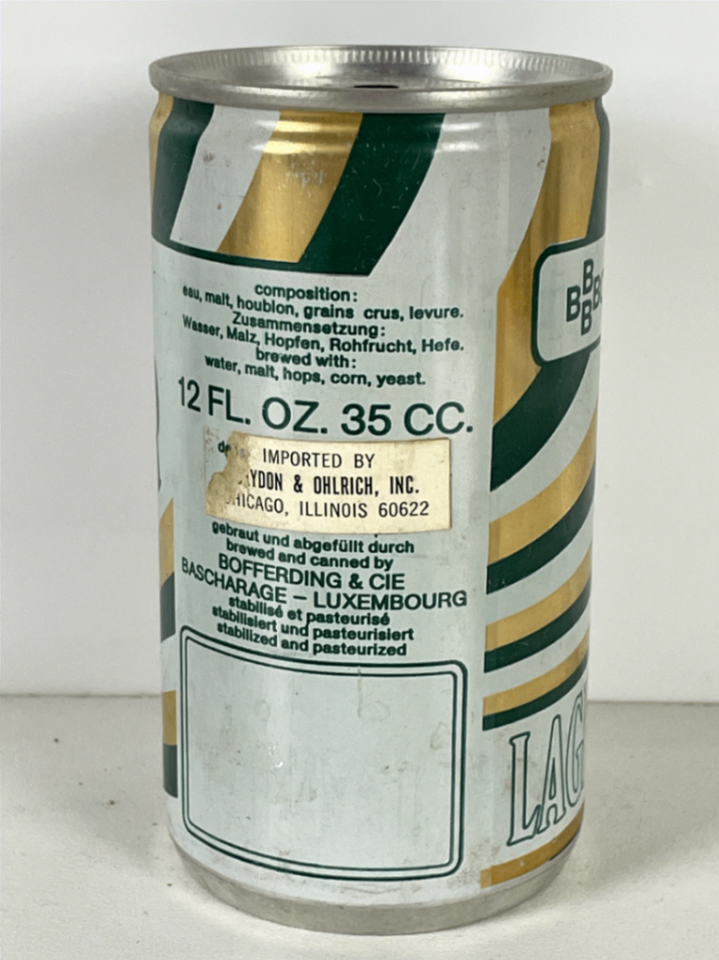 composition:
eau, malt, houblon, grains crus, levure.
Zusammensetzung:
Wasser, Malz, Hopfen, Rohfrucht, Hefe.
brewed with:
water, malt, hops, corn, yeast.
12 FL. OZ. 35 CC.
IMPORTED BY
& OHLRICH, INC.
ILLINOIS 60622
gebraut und abgefüllt durch
brewed and canned by
BOFFERDING & CIE
BASCHARAGE – LUXEMBOURG
stabilisé et pasteurisé
stabilisiert und pasteurisiert
stabilized and pasteurized
B
BBO
B
LAG